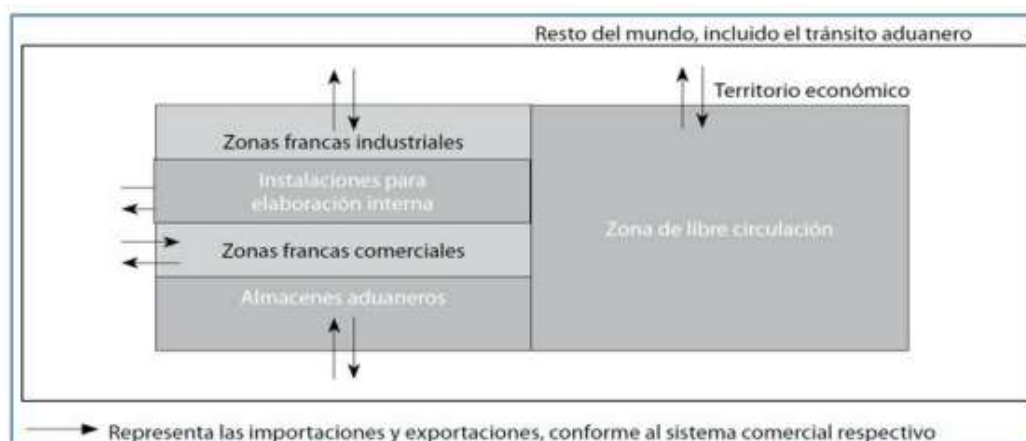 Resto del mundo, incluido el tránsito aduanero
Territorio económico
Zonas francas industriales
Instalaciones para
elaboración interna
Zona de libre circulación
Zonas francas comerciales
Almacenes aduaneros
Representa las importaciones y exportaciones, conforme al sistema comercial respectivo